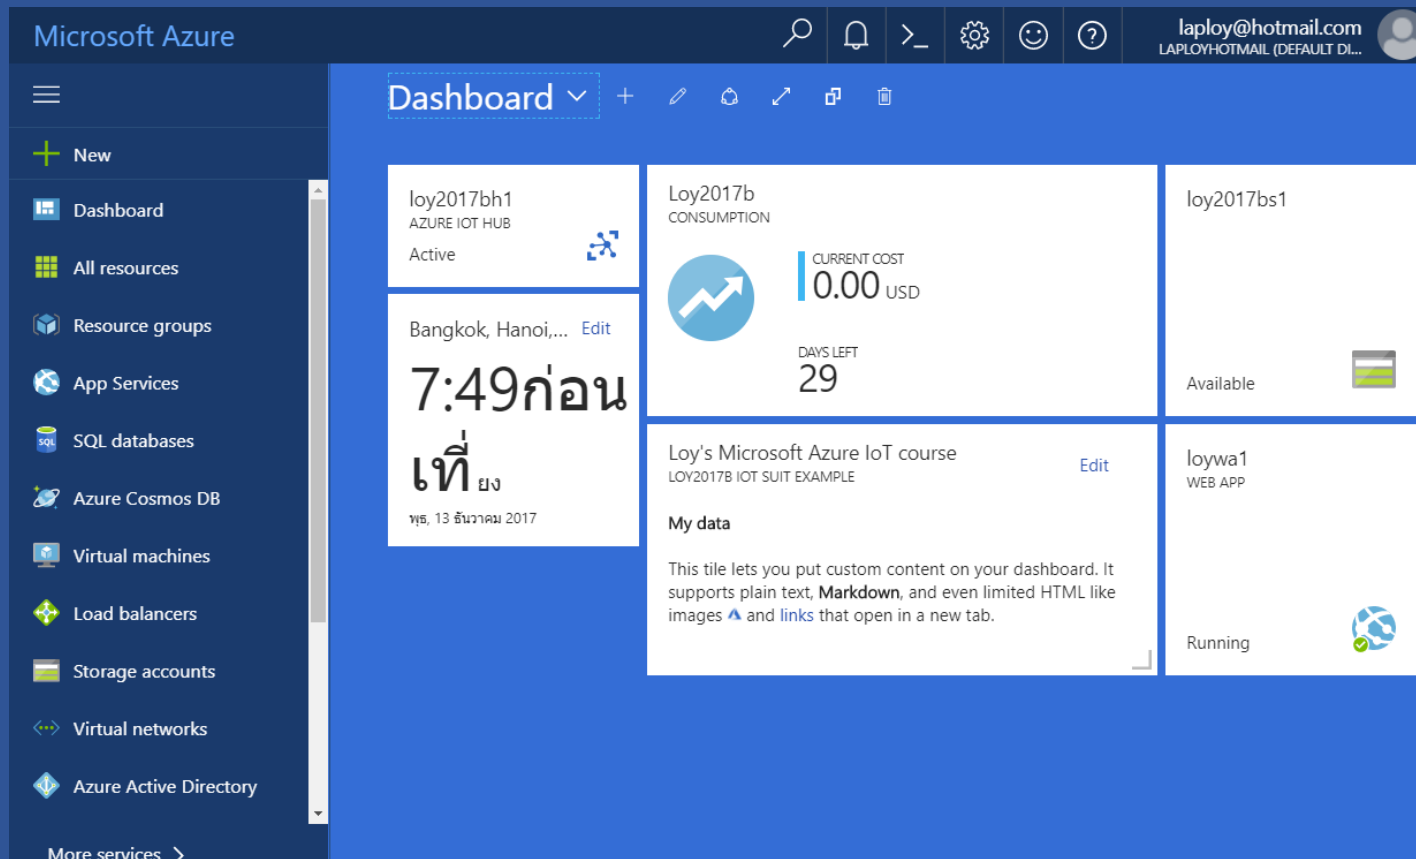 Microsoft Azure
laploy@hotmail.com
LAPLOYHOTMAIL (DEFAULT DI...
New
Dashboard
All resources
Resource groups
App Services
SQL databases
Azure Cosmos DB
Virtual machines
Load balancers
Storage accounts
Virtual networks
Azure Active Directory
More services
Dashboard
loy2017bh1
AZURE IOT HUB
Active
Bangkok, Hanoi,... Edit
7:49ก่อน
เที่ยง
พุธ, 13 ธันวาคม 2017
Loy2017b
CONSUMPTION
CURRENT COST
0.00 USD
DAYS LEFT
29
Loy's Microsoft Azure IoT course
LOY2017B IOT SUIT EXAMPLE
Edit
My data
This tile lets you put custom content on your dashboard. It
supports plain text, Markdown, and even limited HTML like
images and links that open in a new tab.
loy2017bs1
Available
loywa1
WEB APP
Running